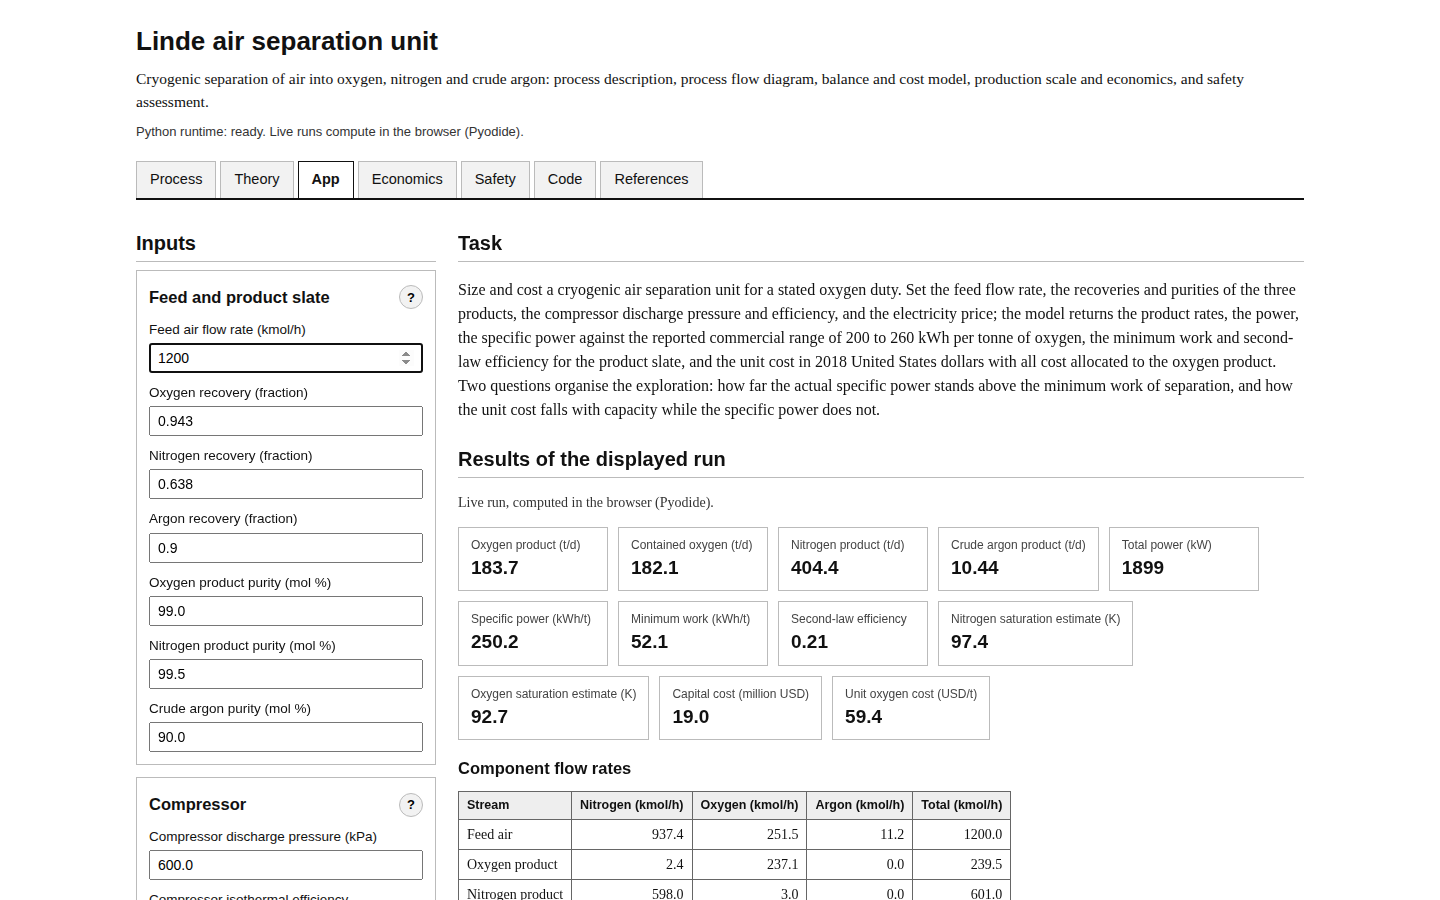 Linde air separation unit
Cryogenic separation of air into oxygen, nitrogen and crude argon: process description, process flow diagram, balance and cost model, production scale and economics, and safety
assessment.
Python runtime: ready. Live runs compute in the browser (Pyodide).
Process Theory App Economics Safety Code References
Inputs
Feed and product slate ?
Feed air flow rate (kmol/h)
1200
Oxygen recovery (fraction)
0.943
Nitrogen recovery (fraction)
0.638
Argon recovery (fraction)
0.9
Oxygen product purity (mol %)
99.0
Nitrogen product purity (mol %)
99.5
Crude argon purity (mol %)
90.0
Compressor ?
Compressor discharge pressure (kPa)
600.0
Compressor isothermal efficiency
Task
Size and cost a cryogenic air separation unit for a stated oxygen duty. Set the feed flow rate, the recoveries and purities of the three
products, the compressor discharge pressure and efficiency, and the electricity price; the model returns the product rates, the power,
the specific power against the reported commercial range of 200 to 260 kWh per tonne of oxygen, the minimum work and second-
law efficiency for the product slate, and the unit cost in 2018 United States dollars with all cost allocated to the oxygen product.
Two questions organise the exploration: how far the actual specific power stands above the minimum work of separation, and how
the unit cost falls with capacity while the specific power does not.
Results of the displayed run
Live run, computed in the browser (Pyodide).
Oxygen product (t/d) Contained oxygen (t/d) Nitrogen product (t/d) Crude argon product (t/d) Total power (kW)
183.7 182.1 404.4 10.44 1899
Specific power (kWh/t) Minimum work (kWh/t) Second-law efficiency Nitrogen saturation estimate (K)
250.2 52.1 0.21 97.4
Oxygen saturation estimate (K) Capital cost (million USD) Unit oxygen cost (USD/t)
92.7 19.0 59.4
Component flow rates
Stream Nitrogen (kmol/h) Oxygen (kmol/h) Argon (kmol/h) Total (kmol/h)
Feed air 937.4 251.5 11.2 1200.0
Oxygen product 2.4 237.1 0.0 239.5
Nitrogen product 598.0 3.0 0.0 601.0